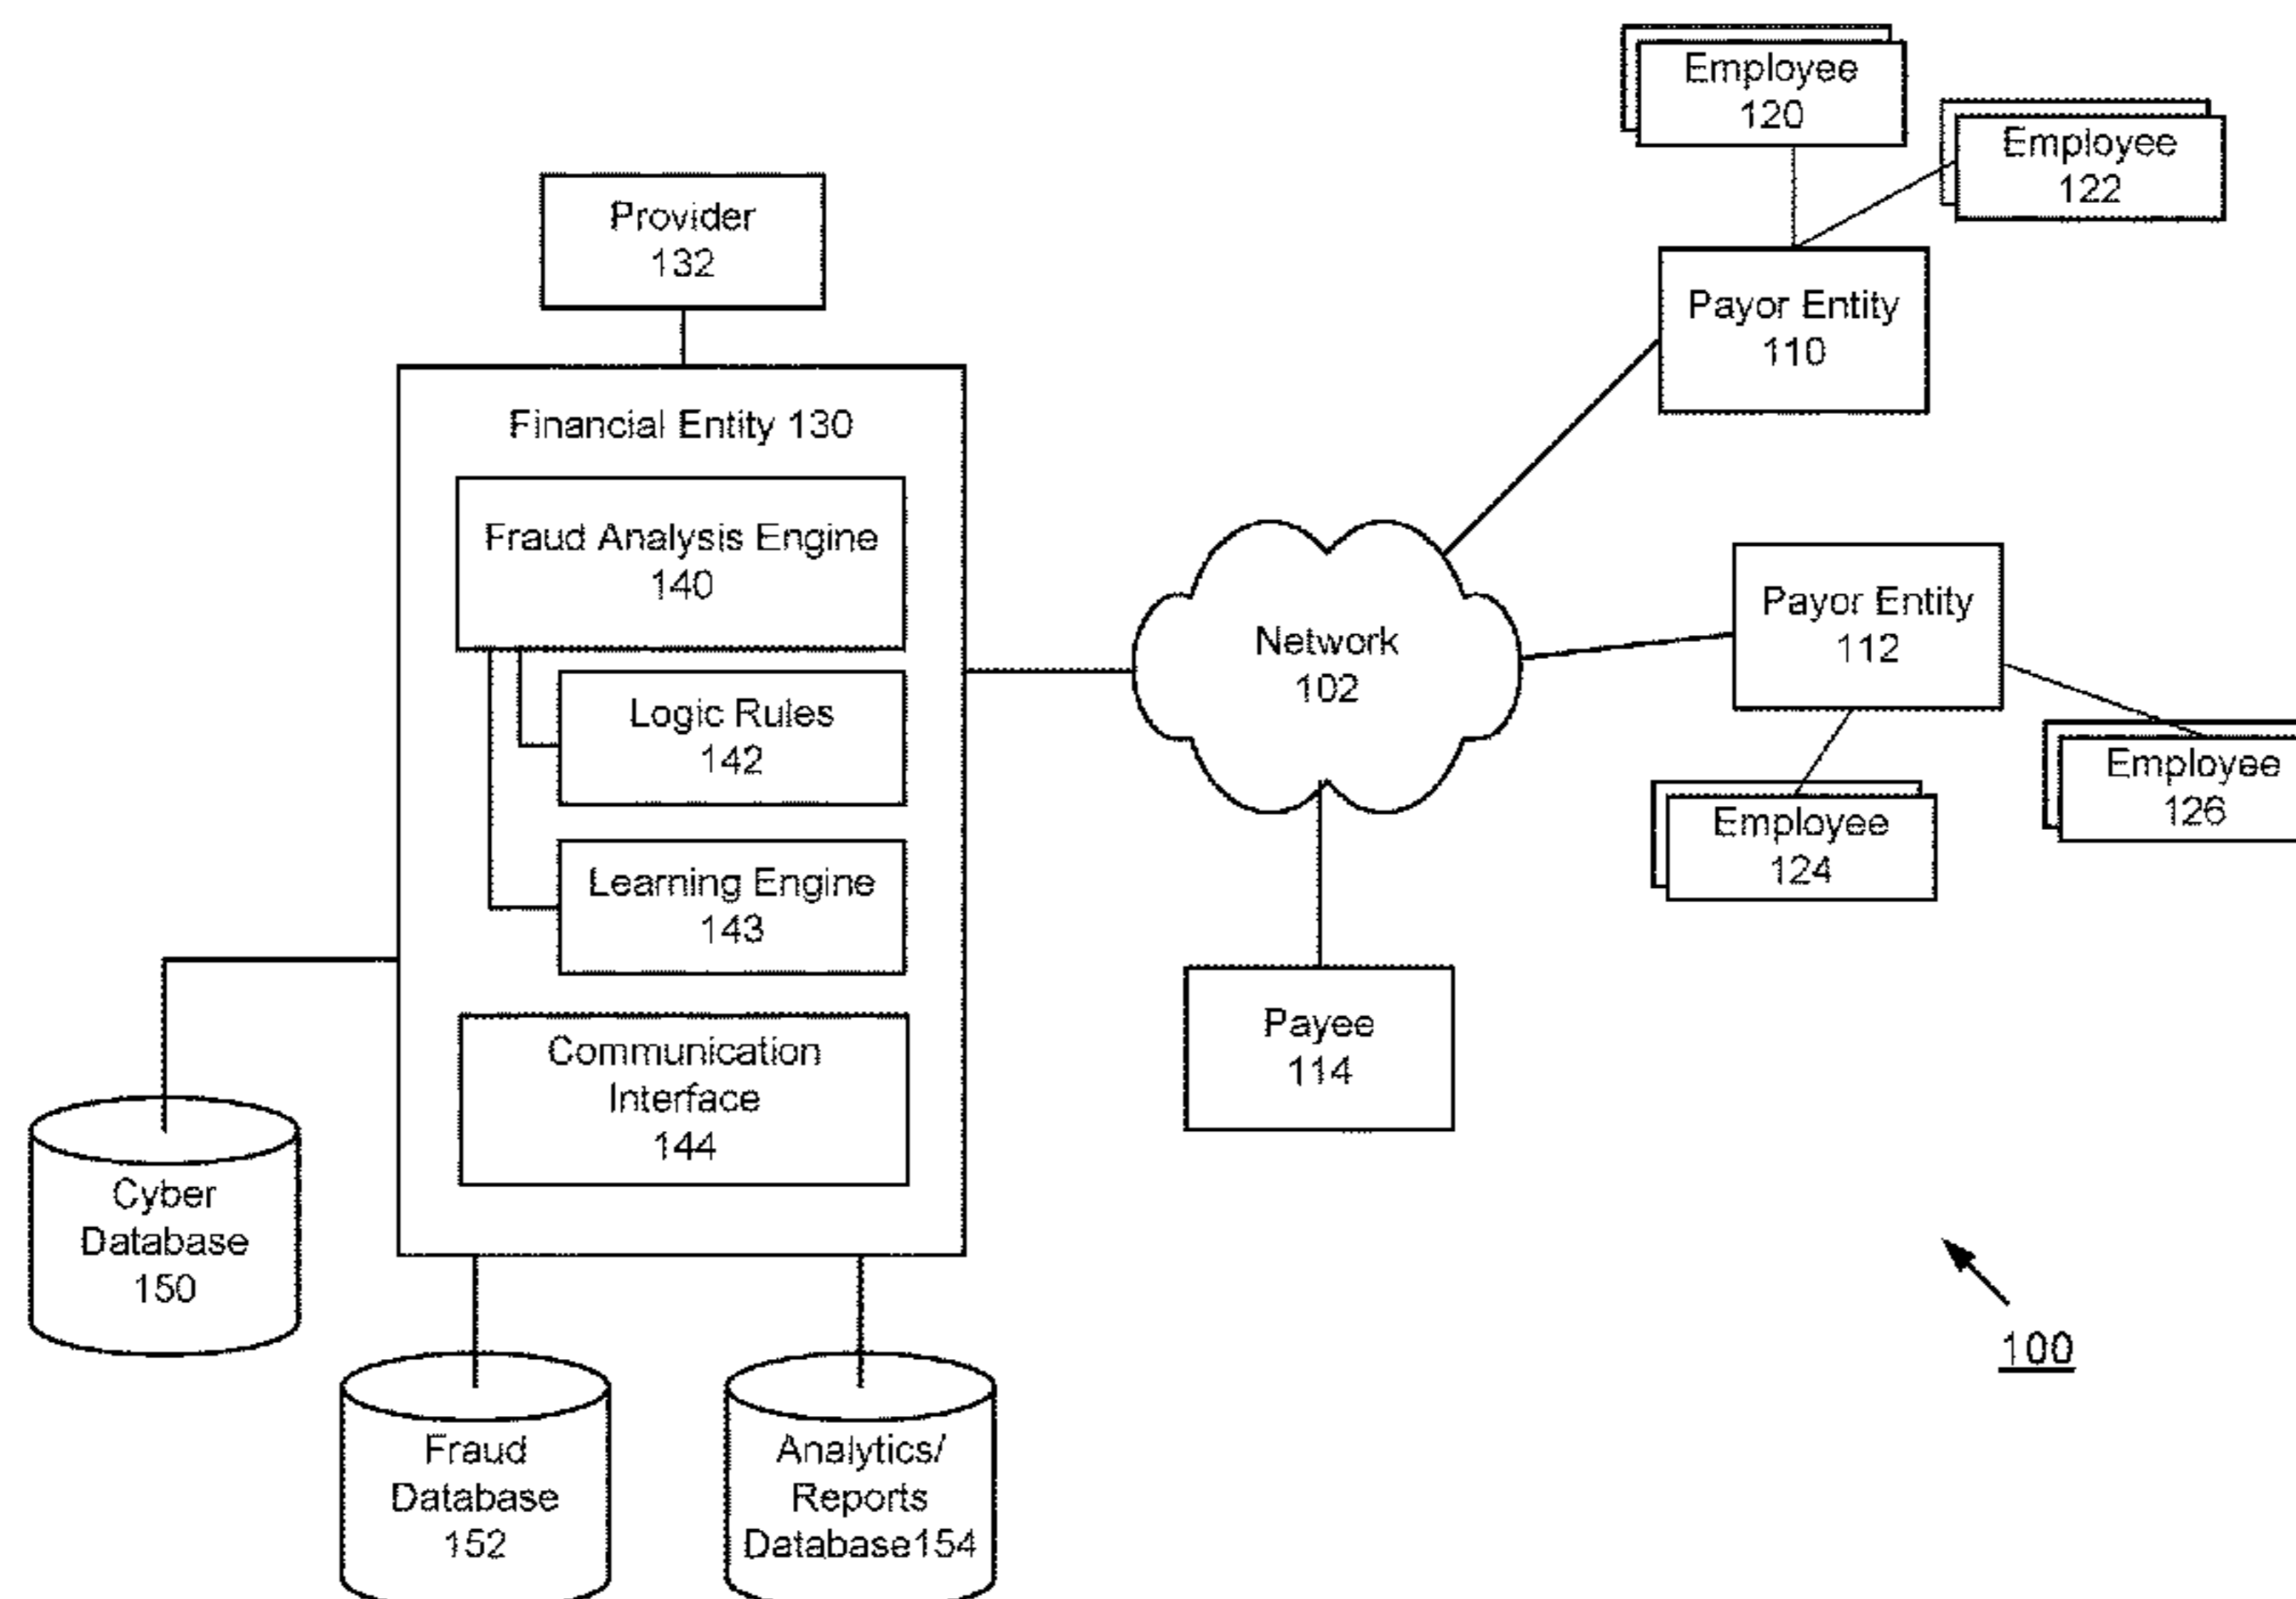 Employee
120
Employee
122
Provider
132
Payor Entity
110
Financial Entity 130
Fraud Analysis Engine
140
Network
102
Payor Entity
112
Logic Rules
142
Employee
126
Employee
124
Learning Engine
143
Payee
114
Communication
Interface
144
Cyber
Database
150
100
Fraud
Database
152
Analytics/
Reports
Database154